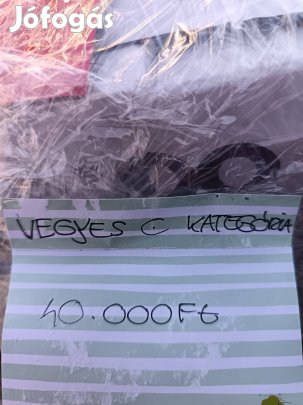 Jófogás
VEGYES C KATEGÓRIA
40.000Ft